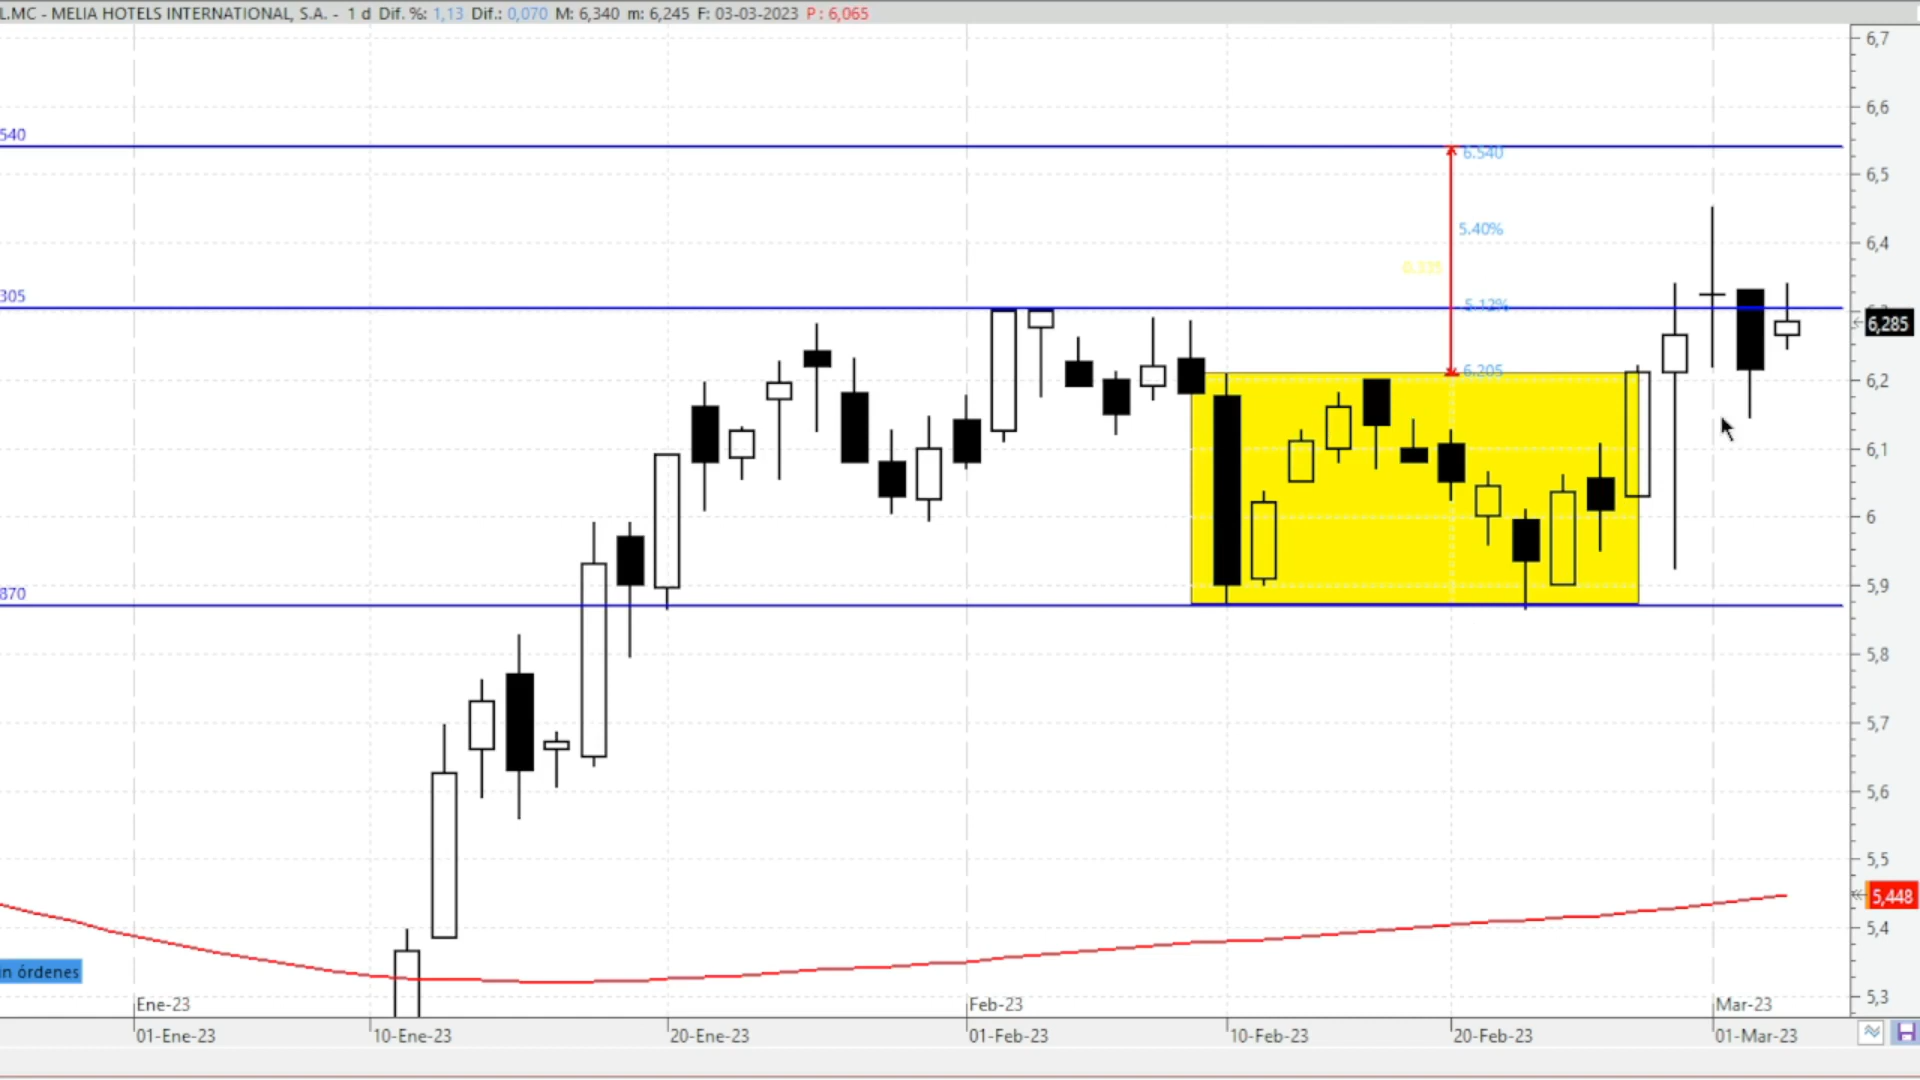 L.MC - MELIA HOTELS INTERNATIONAL, S.A. - 1 d Dif. %: 1,13 Dif.: 0,070 M: 6,340 m: 6,245 F: 03-03-2023 P : 6,065
6,7
6,6
540
6.540
6,5
5.40%
6,4
0.335
305
5.12%
6,285
6.205
6,2
6,1
6
870
5,9
5,8
5,7
5,6
5,5
5,448
5,4
n órdenes
5,3
Ene-23
Feb-23
Mar-23
01-Ene-23
10-Ene-23
20-Ene-23
01-Feb-23
10-Feb-23
20-Feb-23
01-Mar-23